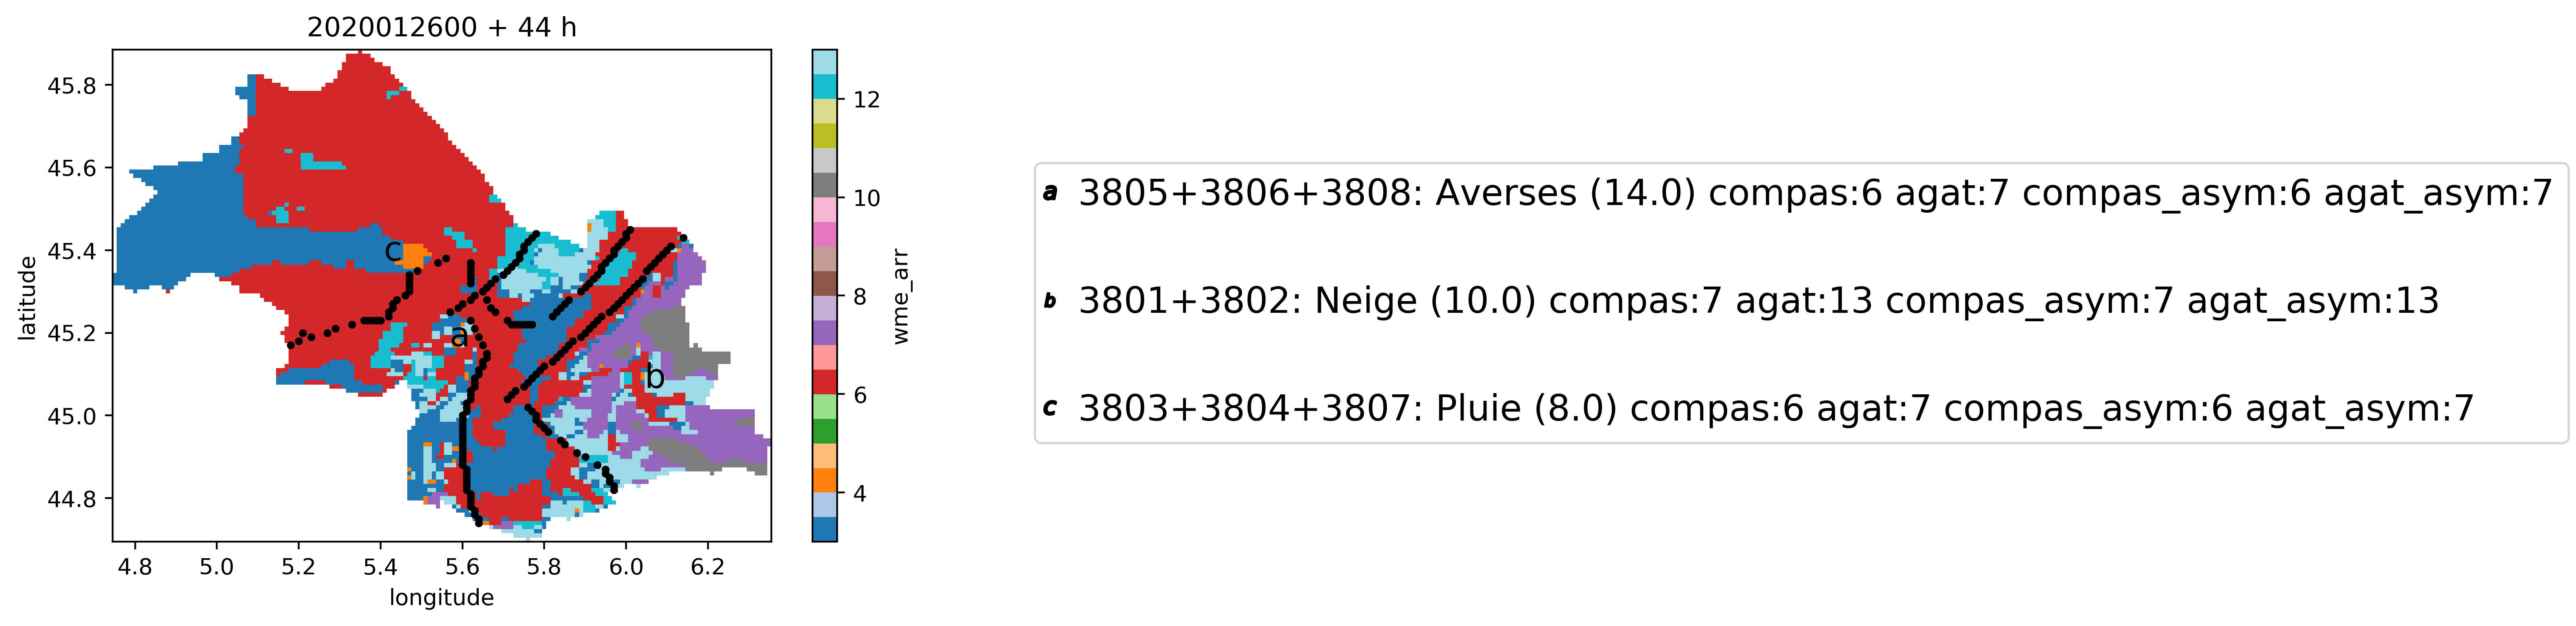 2020012600 + 44 h
45.8
45.6
45.4
45.2
45.0
44.8
latitude
4.8 5.0 5.2 5.4 5.6 5.8 6.0 6.2
longitude
c
a
b
12
10
8
6
4
wme_arr
a 3805+3806+3808: Averses (14.0) compas:6 agat:7 compas_asym:6 agat_asym:7
b 3801+3802: Neige (10.0) compas:7 agat:13 compas_asym:7 agat_asym:13
c 3803+3804+3807: Pluie (8.0) compas:6 agat:7 compas_asym:6 agat_asym:7